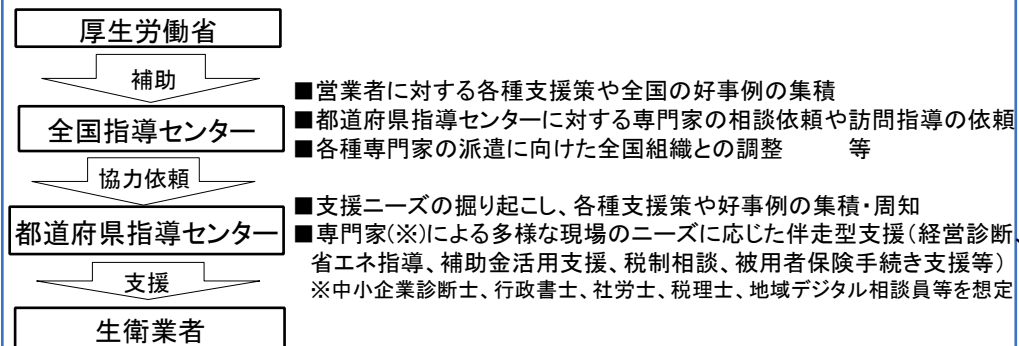 厚生労働省
補助
■営業者に対する各種支援策や全国の好事例の集積
全国指導センター
■都道府県指導センターに対する専門家の相談依頼や訪問指導の依頼
■各種専門家の派遣に向けた全国組織との調整　　　等
協力依頼
■支援ニーズの掘り起こし、各種支援策や好事例の集積・周知
都道府県指導センター
■専門家(※)による多様な現場のニーズに応じた伴走型支援(経営診断、
省エネ指導、補助金活用支援、税制相談、被用者保険手続き支援等)
支援
※中小企業診断士、行政書士、社労士、税理士、地域デジタル相談員等を想定
生衛業者